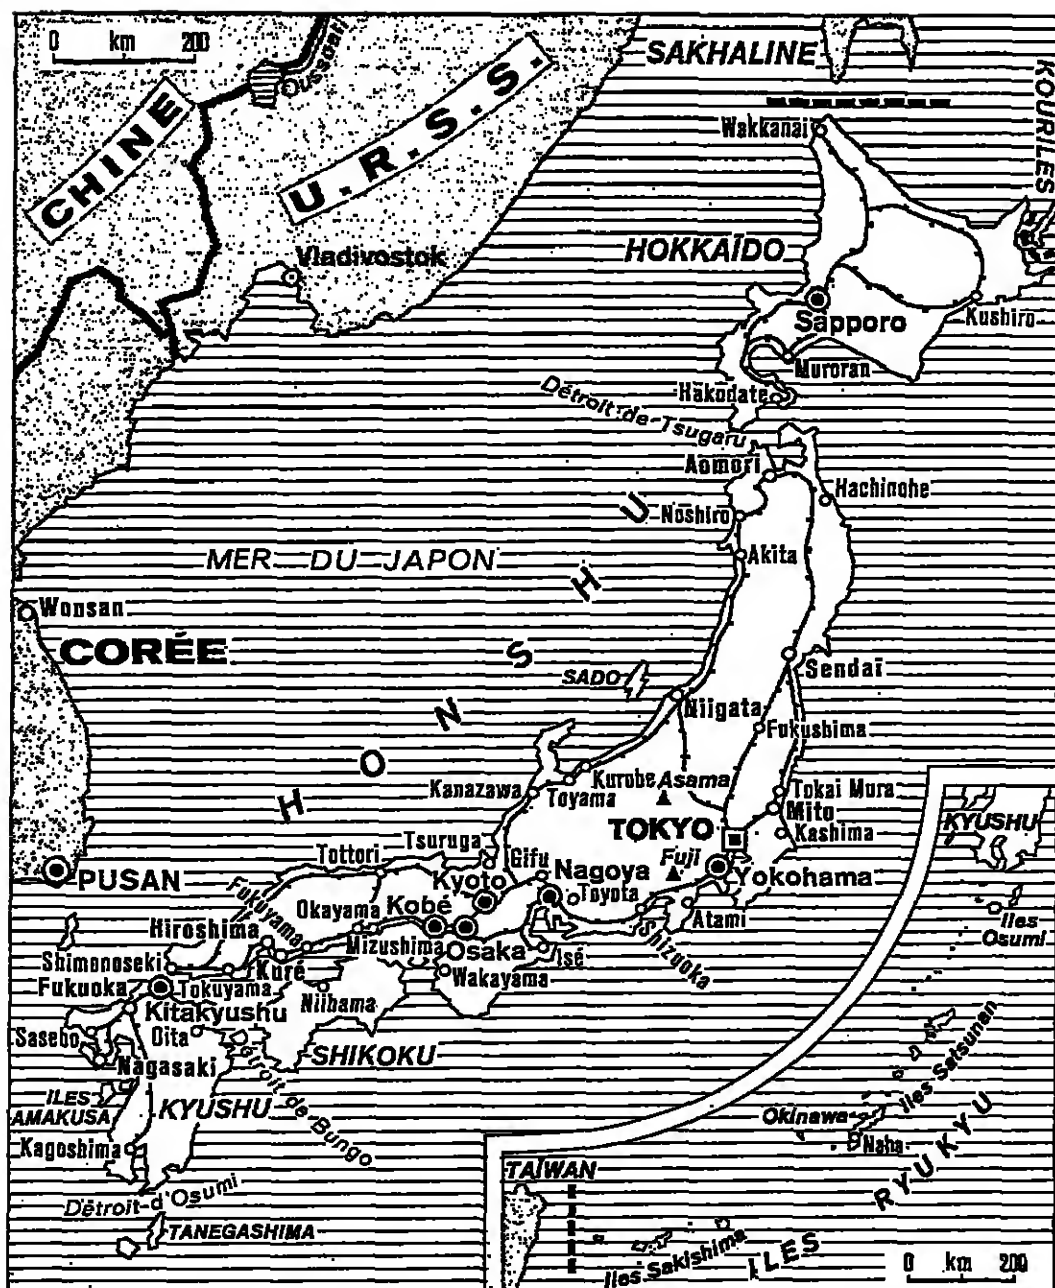 0 km 200
Oussouri
SAKHALINE
KOURILES
CHINE
U.R.S.S.
Wakkanai
HOKKAÏDO
Vladivostok
Sapporo
Kushiro
Muroran
Hakodate
Détroit de Tsugaru
Aomori
Hachinohe
Noshiro
MER DU JAPON
Akita
HONSHU
Wonsan
CORÉE
Sendaï
SADO
Niigata
Fukushima
Kurobe
Asama
Kanazawa
Toyama
Tokai Mura
Mito
TOKYO
Kashima
KYUSHU
Tsuruga
Tottori
Gifu
Nagoya
Fuji
Yokohama
PUSAN
Kyoto
Toyota
Fukuyama
Okayama
Kobé
Atami
Iles
Osumi
Hiroshima
Mizushima
Osaka
Isé
Shizuoka
Shimonoseki
Kuré
Wakayama
Fukuoka
Tokuyama
Niihama
Kitakyushu
Sasebo
Oita
Nagasaki
SHIKOKU
Détroit de Bungo
ILES
AMAKUSA
KYUSHU
Iles Satsunan
Okinawa
Naha
Kagoshima
TAÏWAN
RYUKYU
Détroit d'Osumi
TANEGASHIMA
Iles Sakishima
ILES
0 km 200